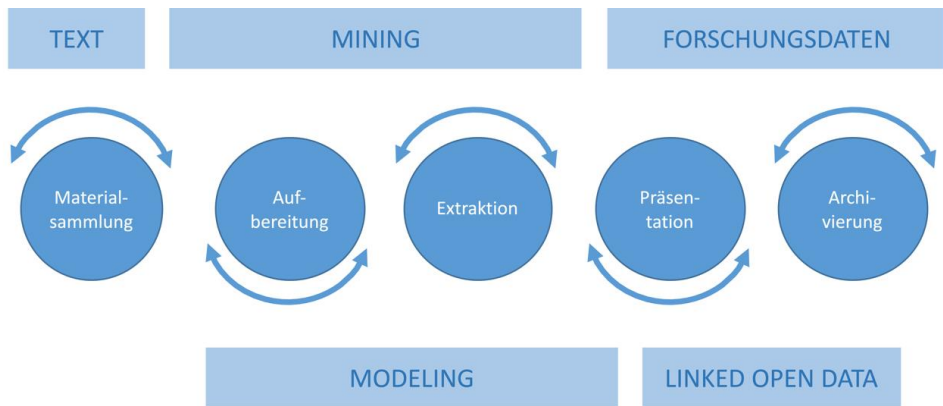 TEXT
MINING
FORSCHUNGSDATEN
Material-
sammlung
Auf-
bereitung
Extraktion
Präsen-
tation
Archi-
vierung
MODELING
LINKED OPEN DATA